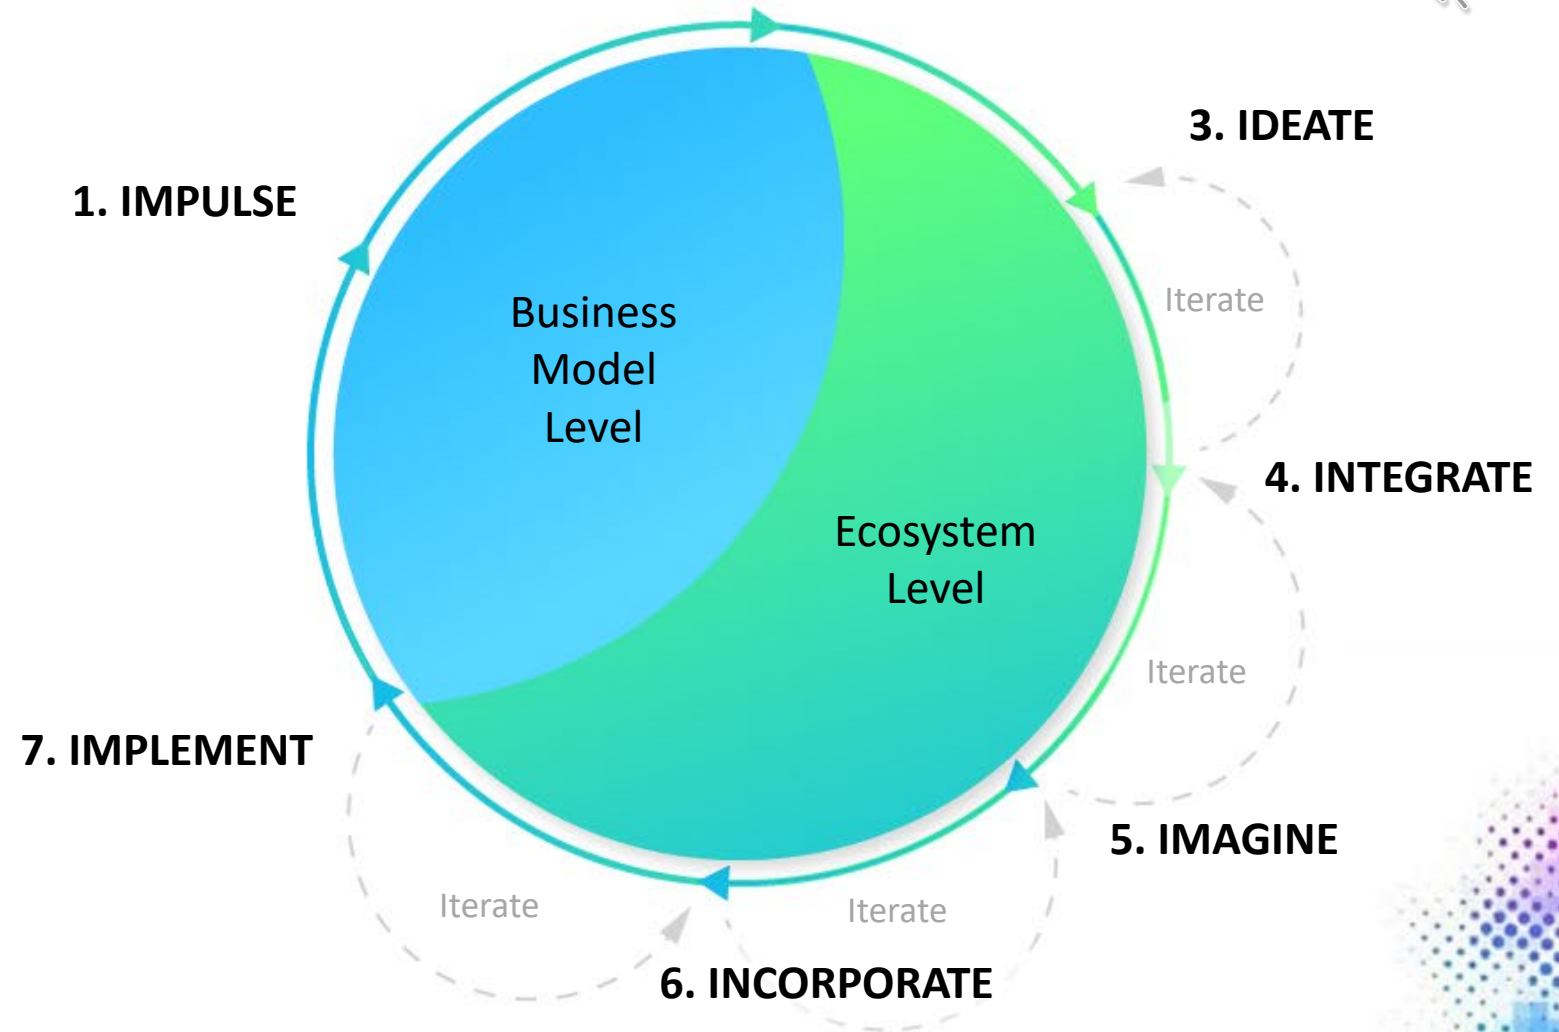 1. IMPULSE
3. IDEATE
Iterate
Business
Model
Level
4. INTEGRATE
Ecosystem
Level
Iterate
7. IMPLEMENT
5. IMAGINE
Iterate
Iterate
6. INCORPORATE